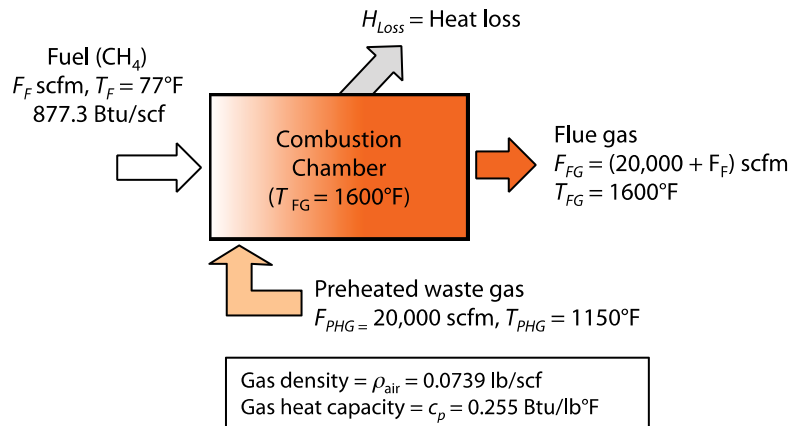 H_Loss = Heat loss
Fuel (CH₄)
F_F scfm, T_F = 77°F
877.3 Btu/scf
Combustion
Chamber
(T_FG = 1600°F)
Flue gas
F_FG = (20,000 + F_F) scfm
T_FG = 1600°F
Preheated waste gas
F_PHG = 20,000 scfm, T_PHG = 1150°F
Gas density = ρ_air = 0.0739 lb/scf
Gas heat capacity = c_p = 0.255 Btu/lb°F